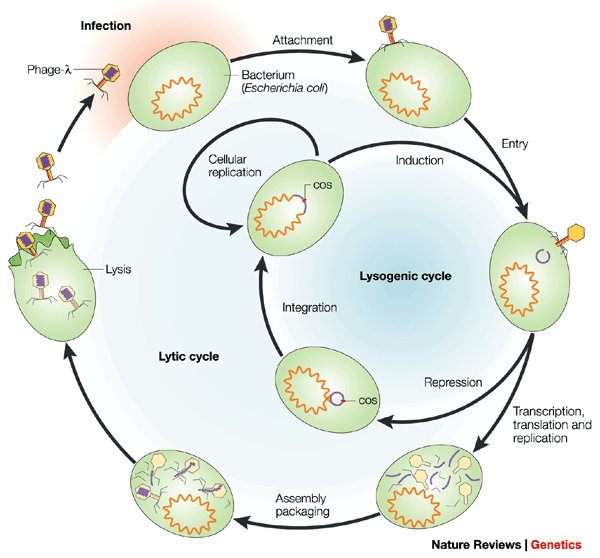 Infection
Attachment
Phage-λ
Bacterium
(Escherichia coli)
Entry
Cellular
replication
Induction
cos
Lysis
Lysogenic cycle
Integration
Lytic cycle
Repression
cos
Transcription,
translation and
replication
Assembly
packaging
Nature Reviews | Genetics